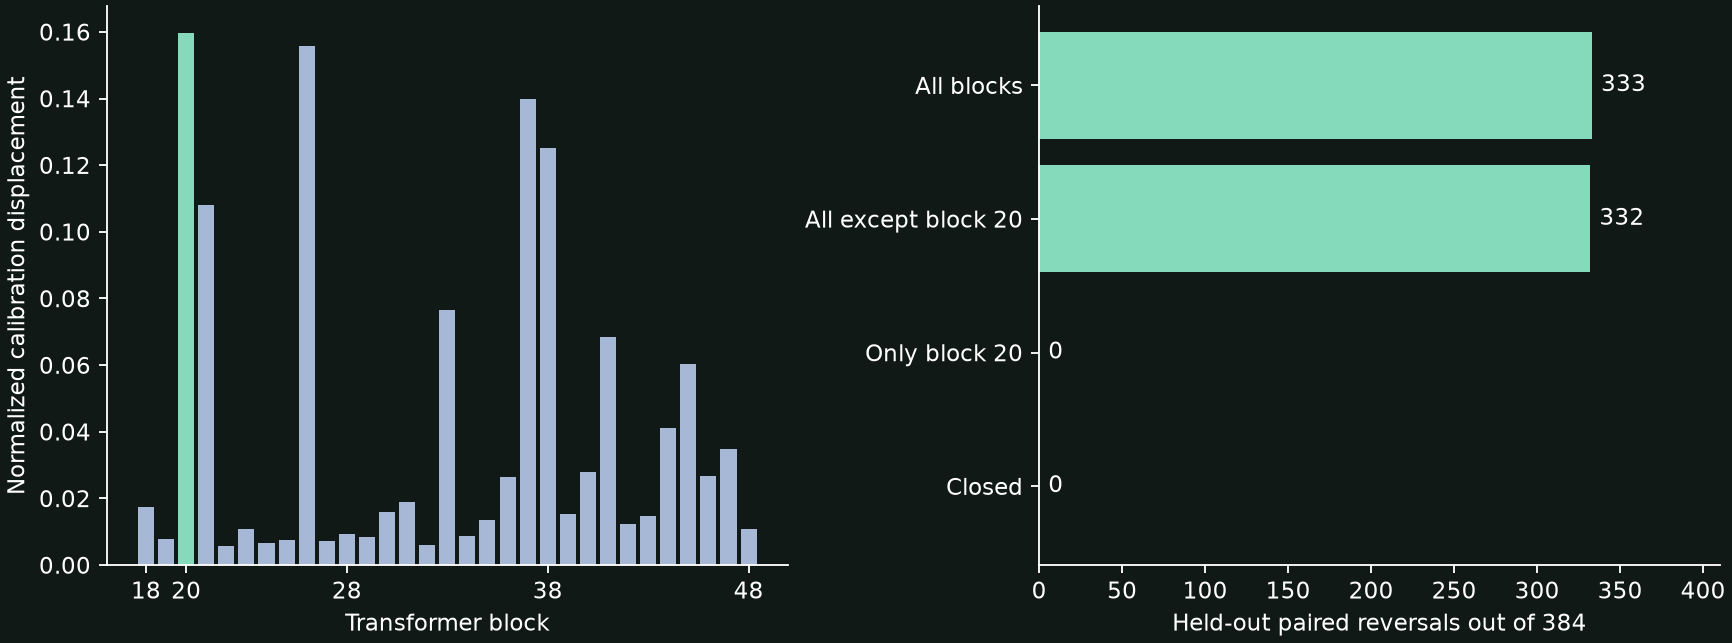 Normalized calibration displacement
0.16
0.14
0.12
0.10
0.08
0.06
0.04
0.02
0.00
18 20 28 38 48
Transformer block
All blocks 333
All except block 20 332
Only block 20 0
Closed 0
0 50 100 150 200 250 300 350 400
Held-out paired reversals out of 384